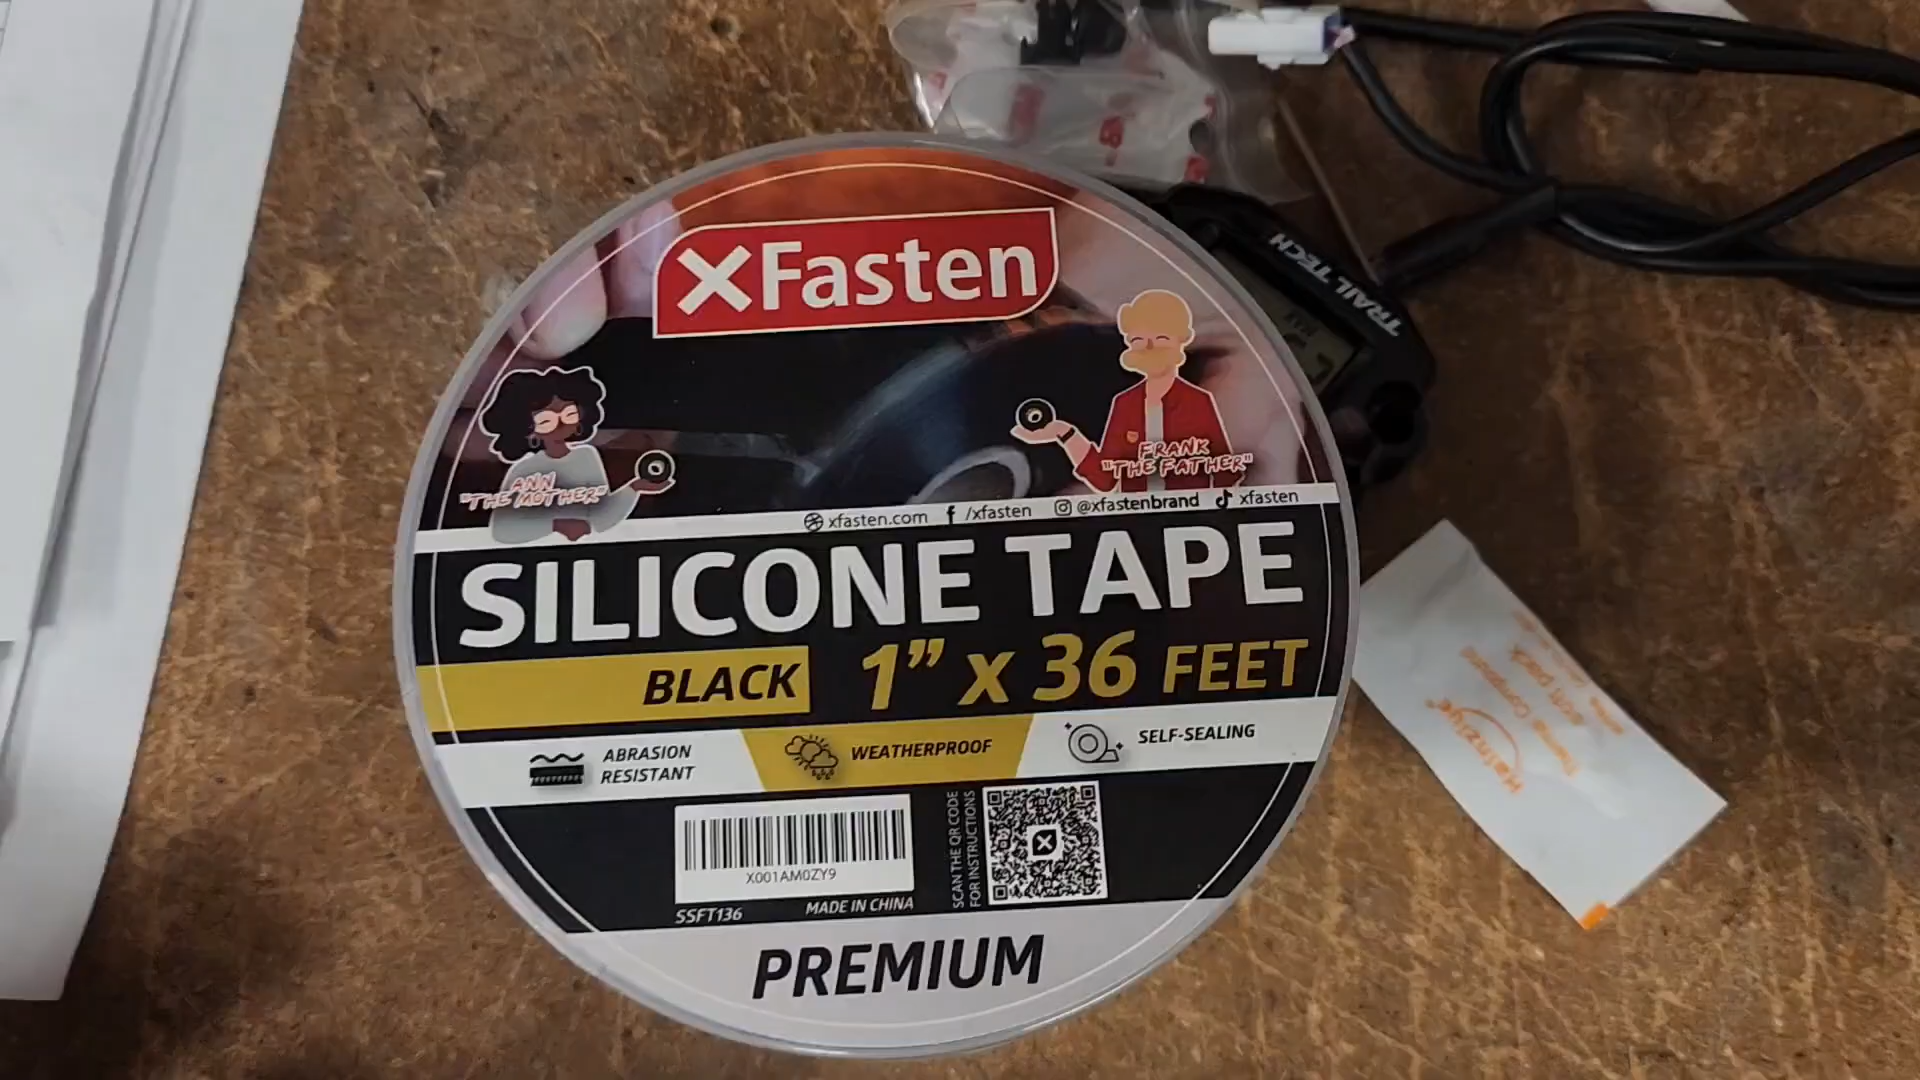 XFasten
TRAIL TECH
ANN
"THE MOTHER"
FRANK
"THE FATHER"
xfasten.com /xfasten @xfastenbrand xfasten
SILICONE TAPE
BLACK 1” x 36 FEET
ABRASION
RESISTANT
WEATHERPROOF
SELF-SEALING
X001AM0ZY9
SSFT136 MADE IN CHINA
SCAN THE QR CODE
FOR INSTRUCTIONS
PREMIUM